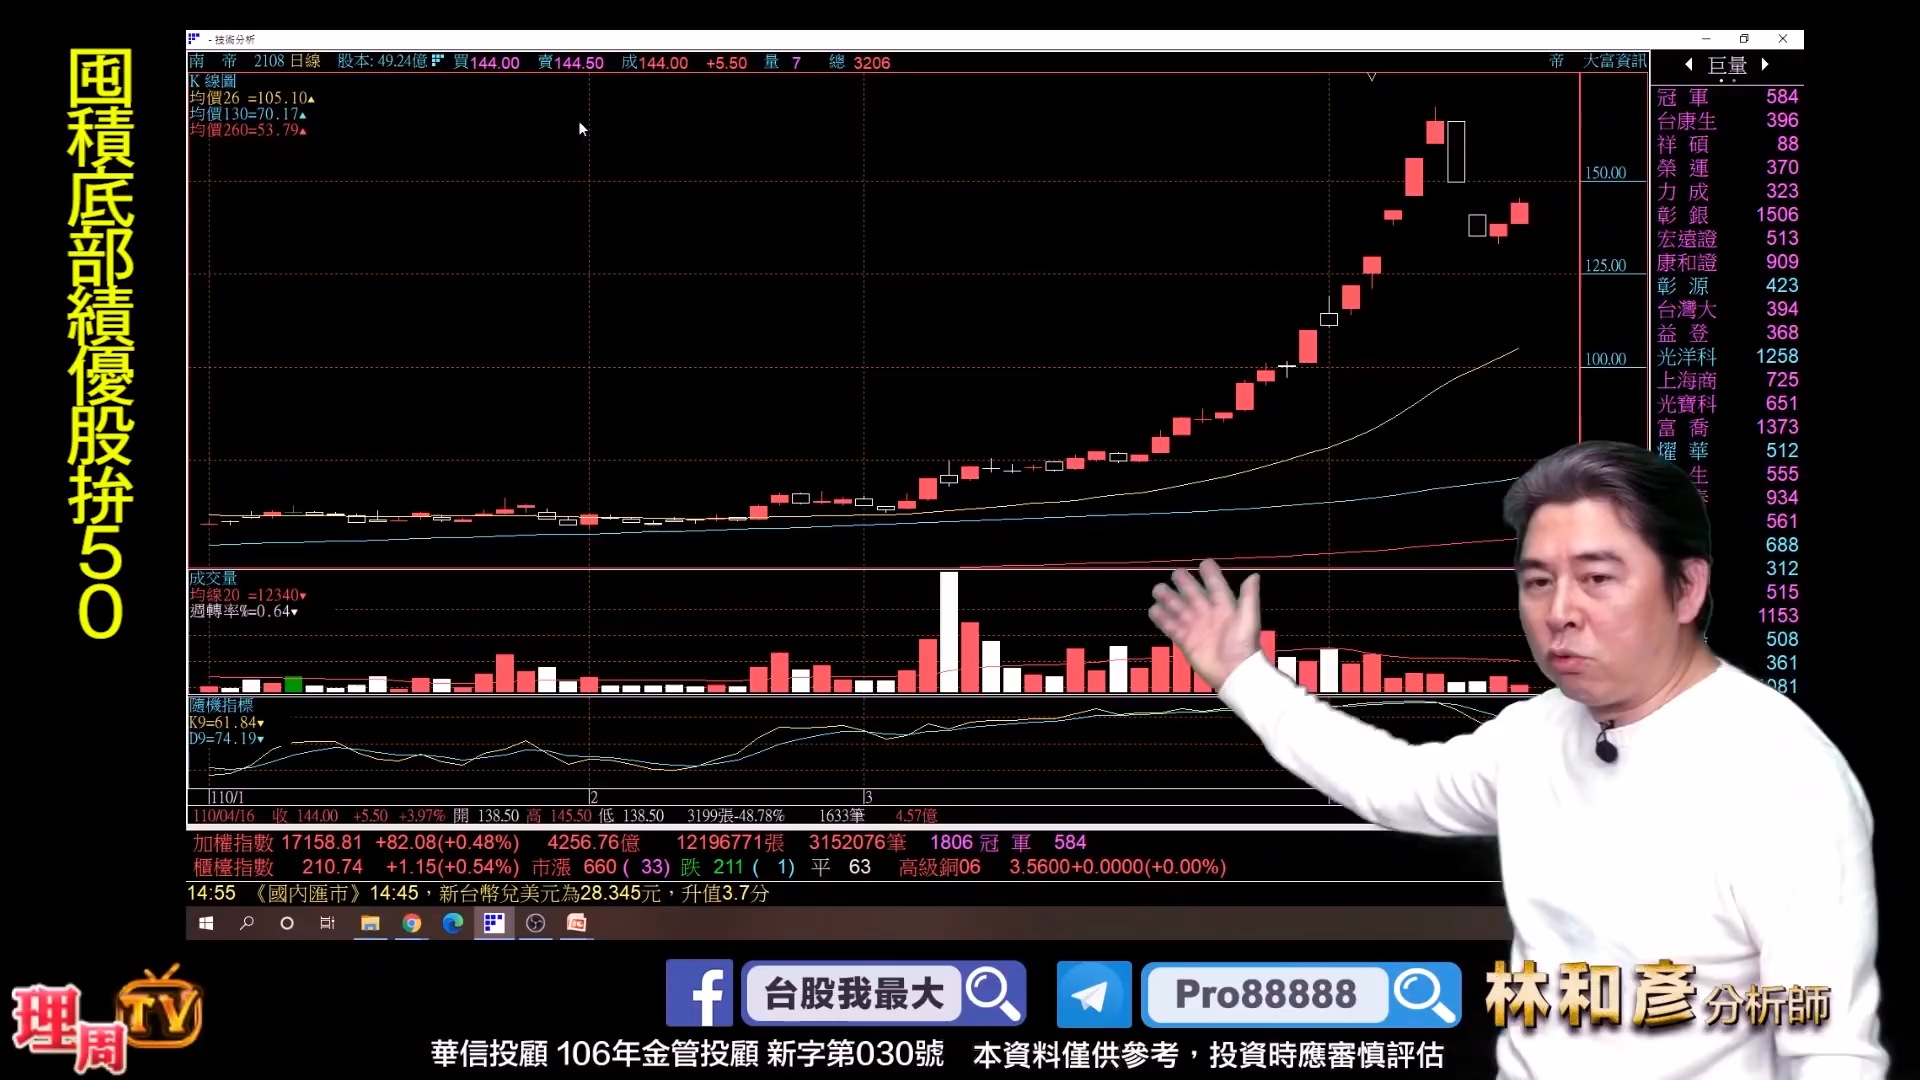 囤積底部績優股拚50
- 技術分析
南 帝 2108 日線 股本: 49.24億 買144.00 賣144.50 成144.00 +5.50 量 7 總 3206 帝 大富資訊
K 線圖
均價26 =105.10▲
均價130=70.17▲
均價260=53.79▲
150.00
125.00
100.00
成交量
均線20 =12340▼
週轉率%=0.64▼
隨機指標
K9=61.84▼
D9=74.19▼
110/1 2 3
110/04/16 收 144.00 +5.50 +3.97% 開 138.50 高 145.50 低 138.50 3199張-48.78% 1633筆 4.57億
巨量
冠 軍 584
台康生 396
祥 碩 88
榮 運 370
力 成 323
彰 銀 1506
宏遠證 513
康和證 909
彰 源 423
台灣大 394
益 登 368
光洋科 1258
上海商 725
光寶科 651
富 喬 1373
燿 華 512
生 555
934
561
688
312
515
1153
508
361
加權指數 17158.81 +82.08(+0.48%) 4256.76億 12196771張 3152076筆 1806 冠 軍 584
櫃檯指數 210.74 +1.15(+0.54%) 市漲 660 ( 33) 跌 211 ( 1) 平 63 高級銅06 3.5600+0.0000(+0.00%)
14:55 《國內匯市》14:45，新台幣兌美元為28.345元，升值3.7分
理周TV
台股我最大
Pro88888
林和彥 分析師
華信投顧 106年金管投顧 新字第030號 本資料僅供參考，投資時應審慎評估